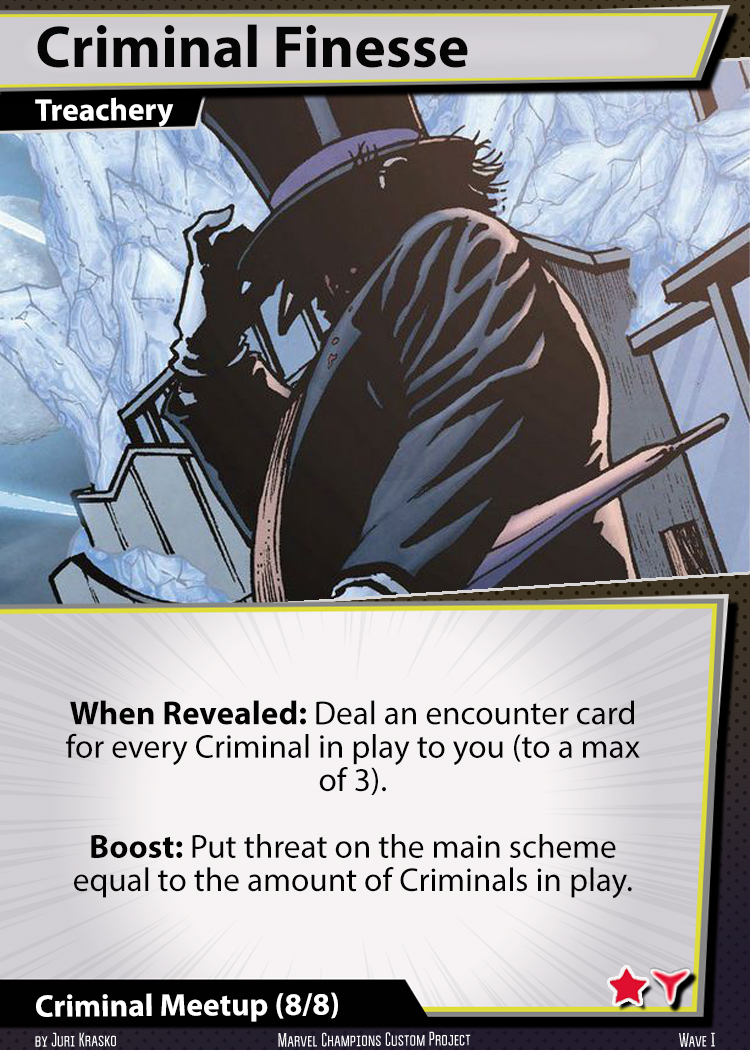 Criminal Finesse
Treachery
When Revealed: Deal an encounter card
for every Criminal in play to you (to a max
of 3).
Boost: Put threat on the main scheme
equal to the amount of Criminals in play.
Criminal Meetup (8/8)
by Juri Krasko Marvel Champions Custom Project Wave I